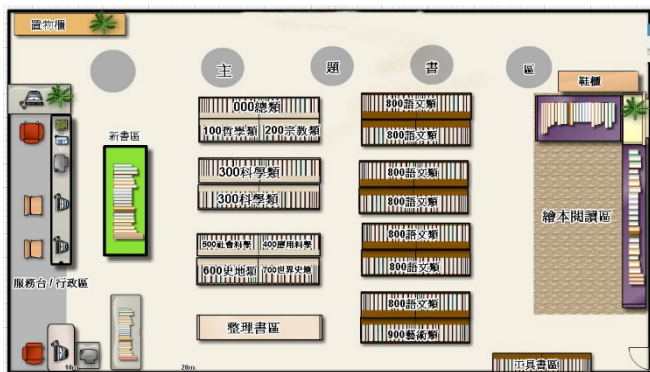 置物櫃
主 題 書 區
鞋櫃
000總類
100哲學類 200宗教類
300科學類
300科學類
500社會科學 400應用科學
600史地類 700世界史地
整理書區
800語文類
800語文類
800語文類
800語文類
800語文類
800語文類
800語文類
900藝術類
新書區
服務台/行政區
繪本閱讀區
工具書區
10m
20m